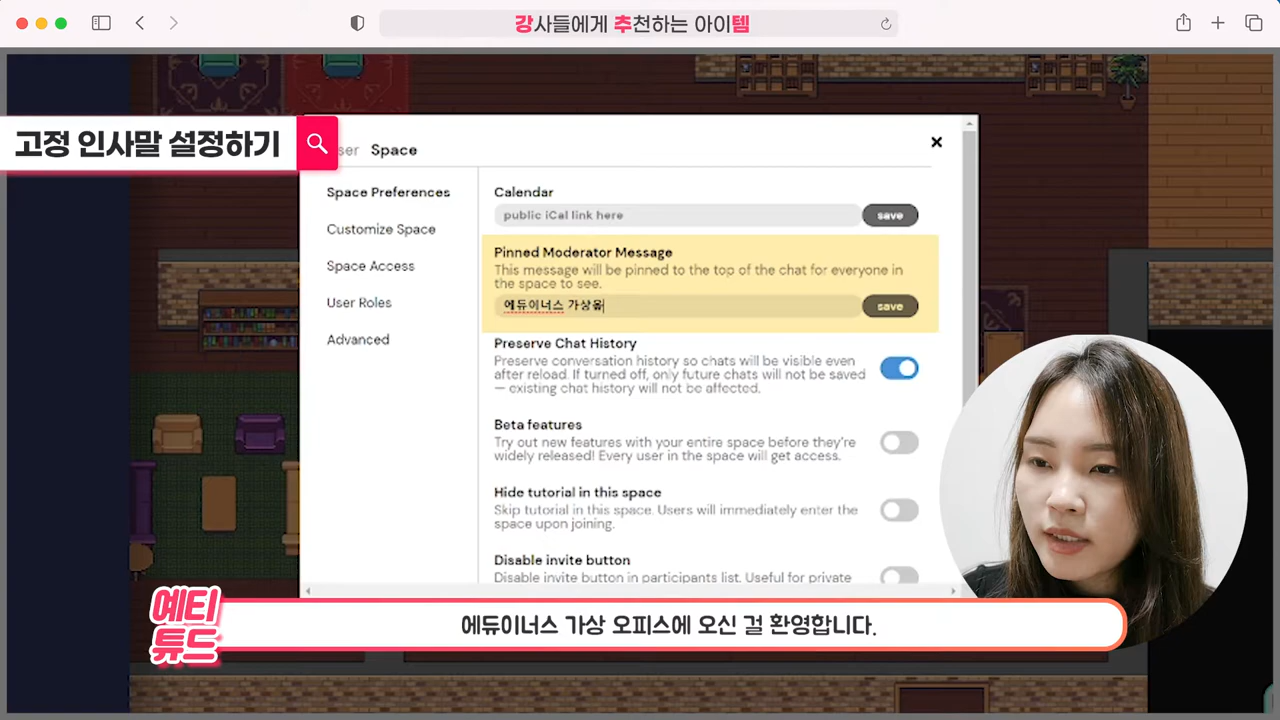 강사들에게 추천하는 아이템
고정 인사말 설정하기
Space
Space Preferences
Customize Space
Space Access
User Roles
Advanced
Calendar
public iCal link here
save
Pinned Moderator Message
This message will be pinned to the top of the chat for everyone in
the space to see.
에듀이너스 가상옾
save
Preserve Chat History
Preserve conversation history so chats will be visible even
after reload. If turned off, only future chats will not be saved
— existing chat history will not be affected.
Beta features
Try out new features with your entire space before they're
widely released! Every user in the space will get access.
Hide tutorial in this space
Skip tutorial in this space. Users will immediately enter the
space upon joining.
Disable invite button
Disable invite button in participants list. Useful for private
예티
튜드
에듀이너스 가상 오피스에 오신 걸 환영합니다.